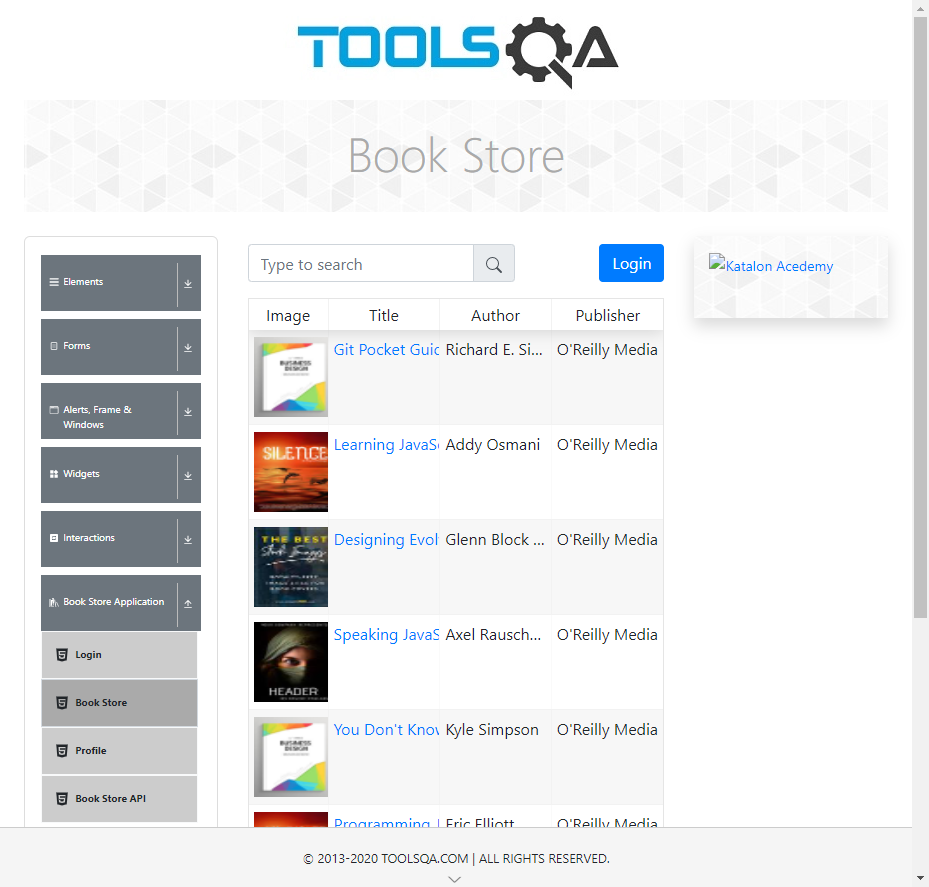 TOOLSQA
Book Store
Elements
Forms
Alerts, Frame &
Windows
Widgets
Interactions
Book Store Application
Login
Book Store
Profile
Book Store API
Type to search
Login
Image Title Author Publisher
Git Pocket Guid Richard E. Si... O'Reilly Media
BUSINESS
DESIGN
Learning JavaSc Addy Osmani O'Reilly Media
SILENCE
Designing Evol Glenn Block ... O'Reilly Media
THE BEST
Speaking JavaS Axel Rausch... O'Reilly Media
HEADER
You Don't Know Kyle Simpson O'Reilly Media
BUSINESS
DESIGN
Programming J Eric Elliott O'Reilly Media
Katalon Acedemy
© 2013-2020 TOOLSQA.COM | ALL RIGHTS RESERVED.